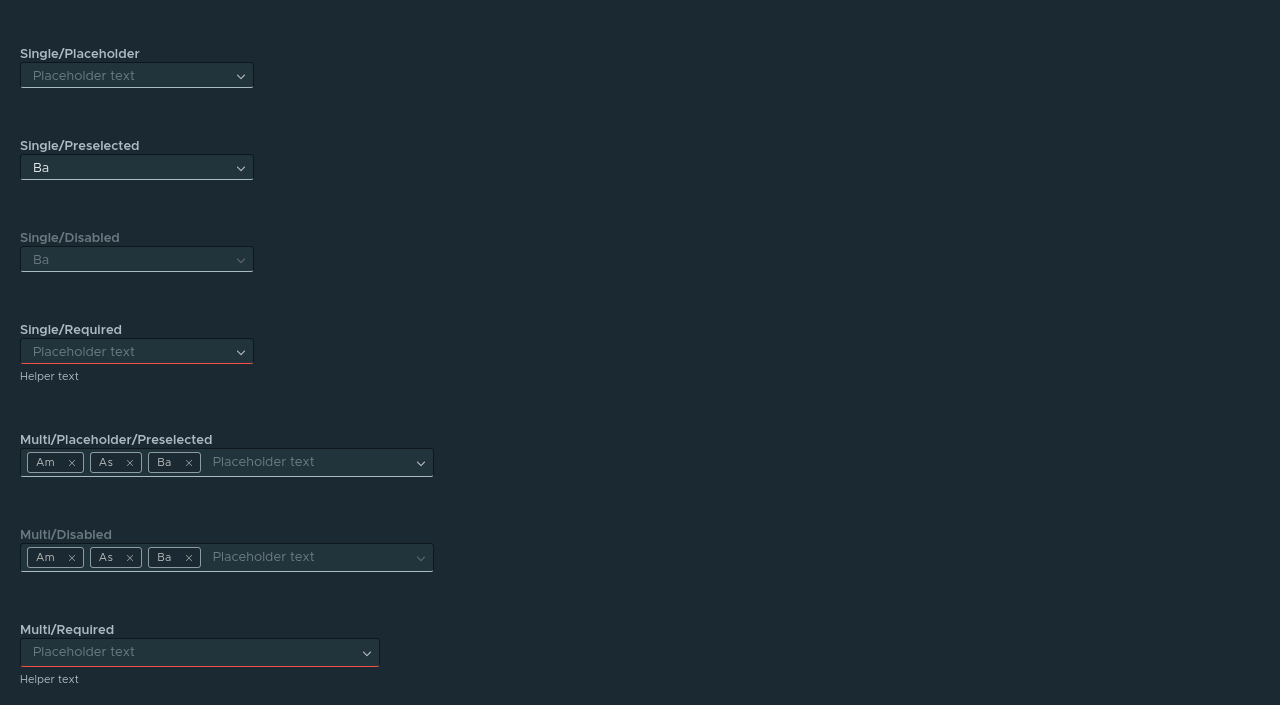 Single/Placeholder
Placeholder text
Single/Preselected
Ba
Single/Disabled
Ba
Single/Required
Placeholder text
Helper text
Multi/Placeholder/Preselected
Am As Ba Placeholder text
Multi/Disabled
Am As Ba Placeholder text
Multi/Required
Placeholder text
Helper text